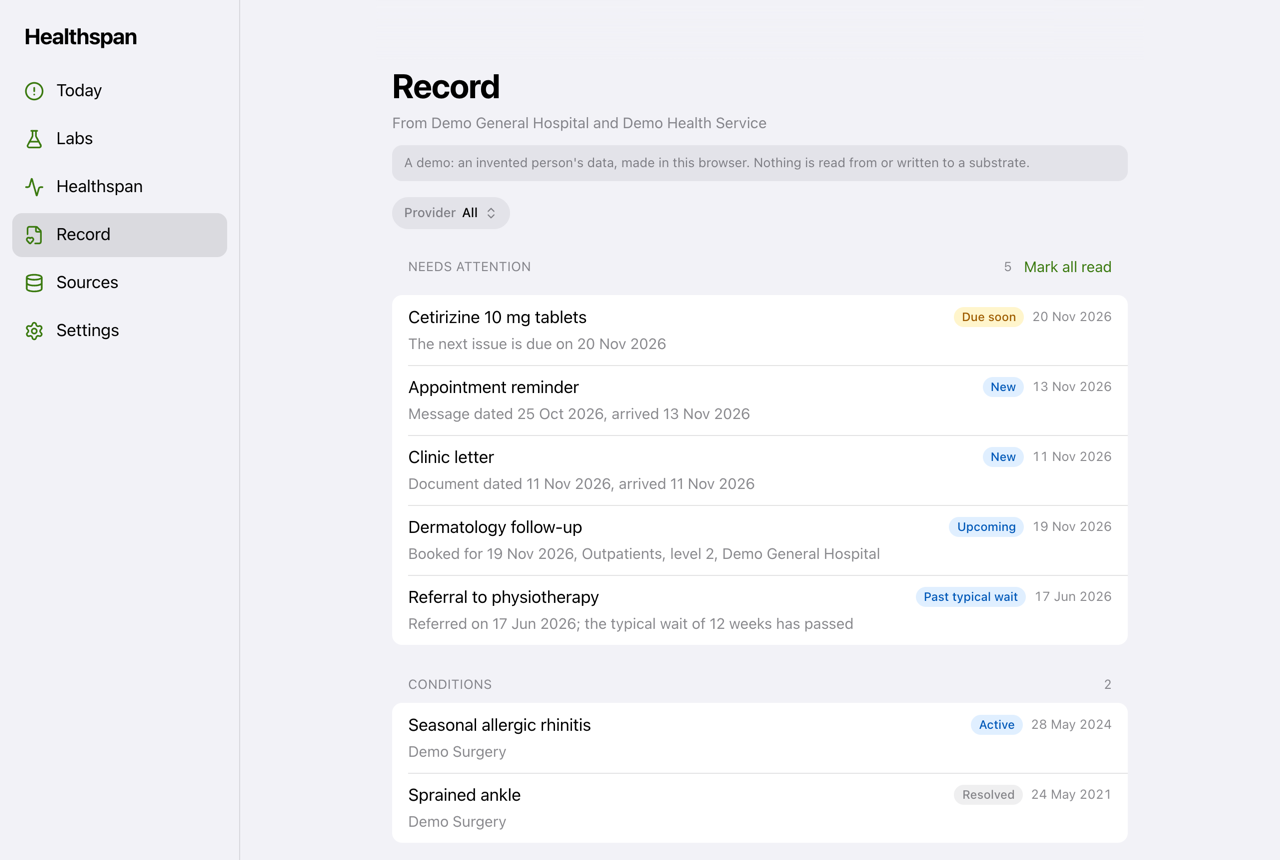 Healthspan
Today
Labs
Healthspan
Record
Sources
Settings
Record
From Demo General Hospital and Demo Health Service
A demo: an invented person's data, made in this browser. Nothing is read from or written to a substrate.
Provider All
NEEDS ATTENTION 5 Mark all read
Cetirizine 10 mg tablets Due soon 20 Nov 2026
The next issue is due on 20 Nov 2026
Appointment reminder New 13 Nov 2026
Message dated 25 Oct 2026, arrived 13 Nov 2026
Clinic letter New 11 Nov 2026
Document dated 11 Nov 2026, arrived 11 Nov 2026
Dermatology follow-up Upcoming 19 Nov 2026
Booked for 19 Nov 2026, Outpatients, level 2, Demo General Hospital
Referral to physiotherapy Past typical wait 17 Jun 2026
Referred on 17 Jun 2026; the typical wait of 12 weeks has passed
CONDITIONS 2
Seasonal allergic rhinitis Active 28 May 2024
Demo Surgery
Sprained ankle Resolved 24 May 2021
Demo Surgery